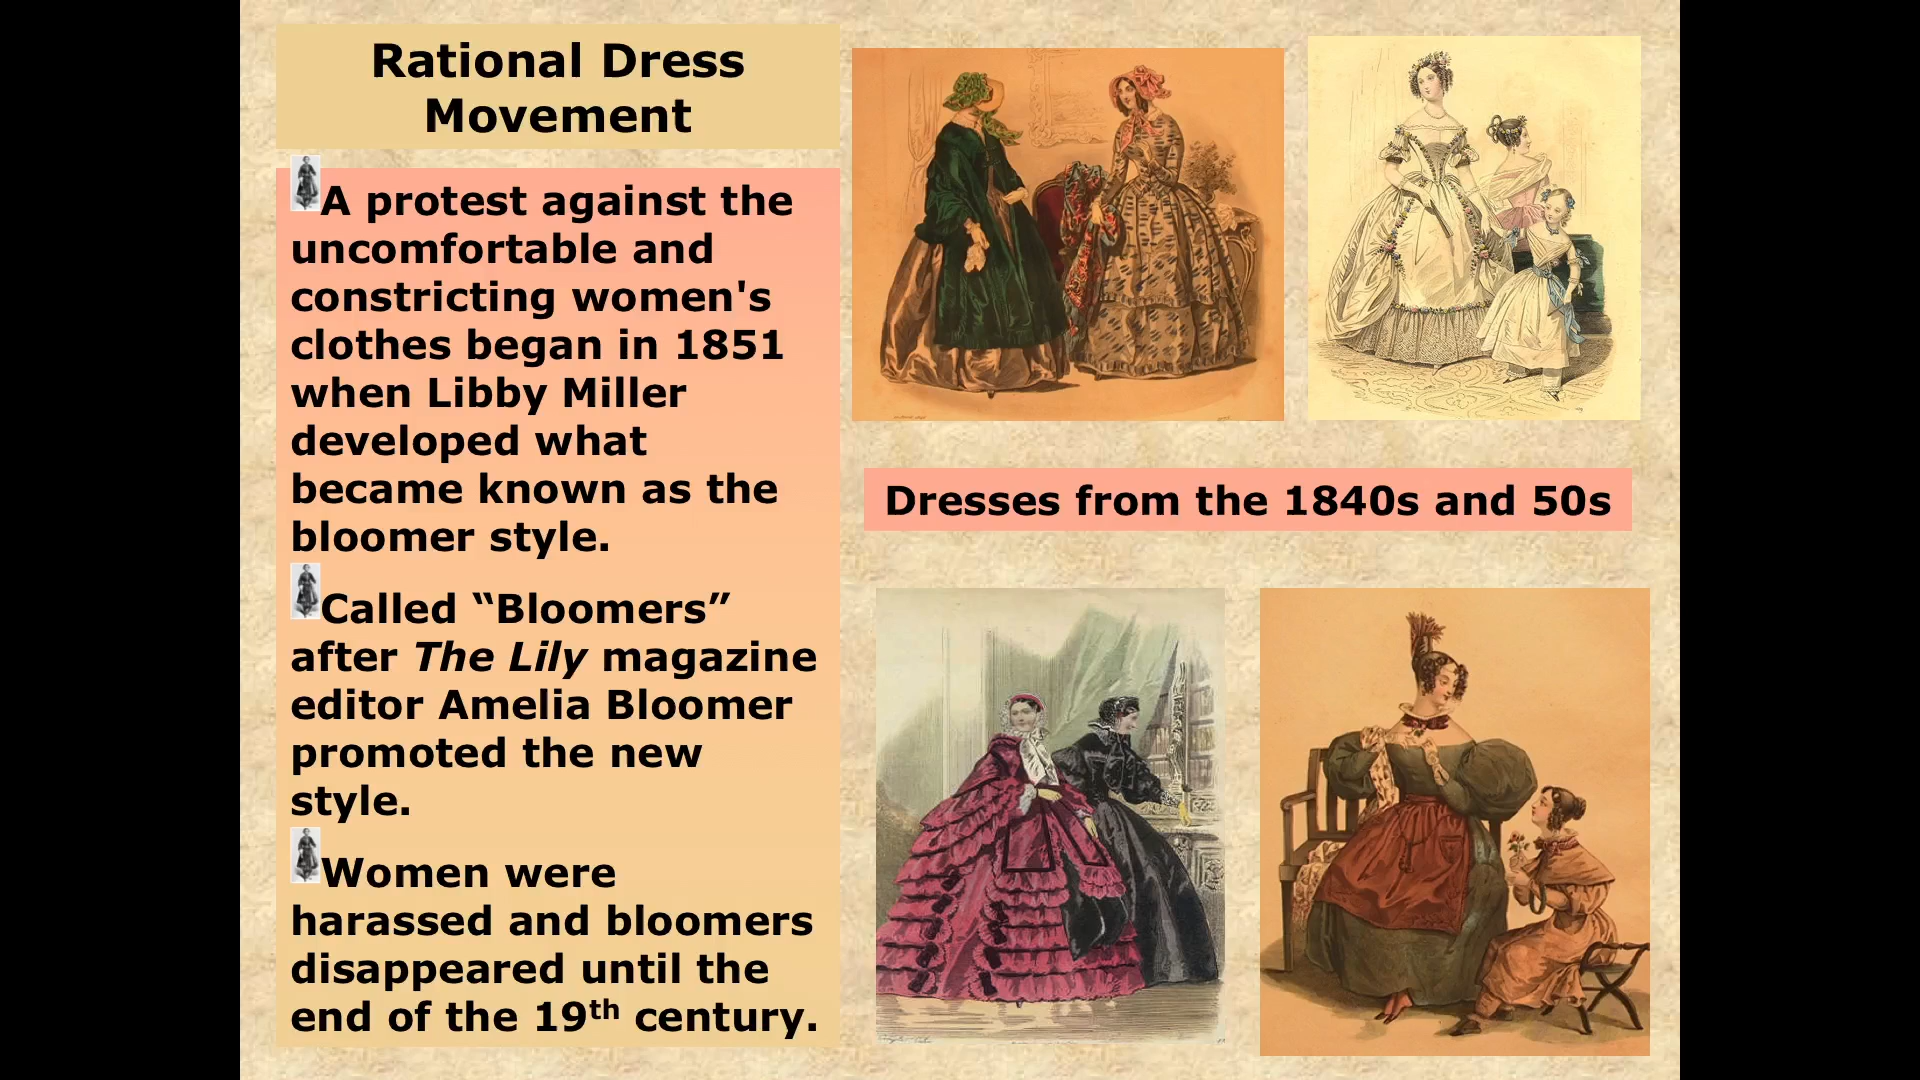 Rational Dress
Movement
A protest against the
uncomfortable and
constricting women's
clothes began in 1851
when Libby Miller
developed what
became known as the
bloomer style.
Called “Bloomers”
after The Lily magazine
editor Amelia Bloomer
promoted the new
style.
Women were
harassed and bloomers
disappeared until the
end of the 19th century.
Dresses from the 1840s and 50s